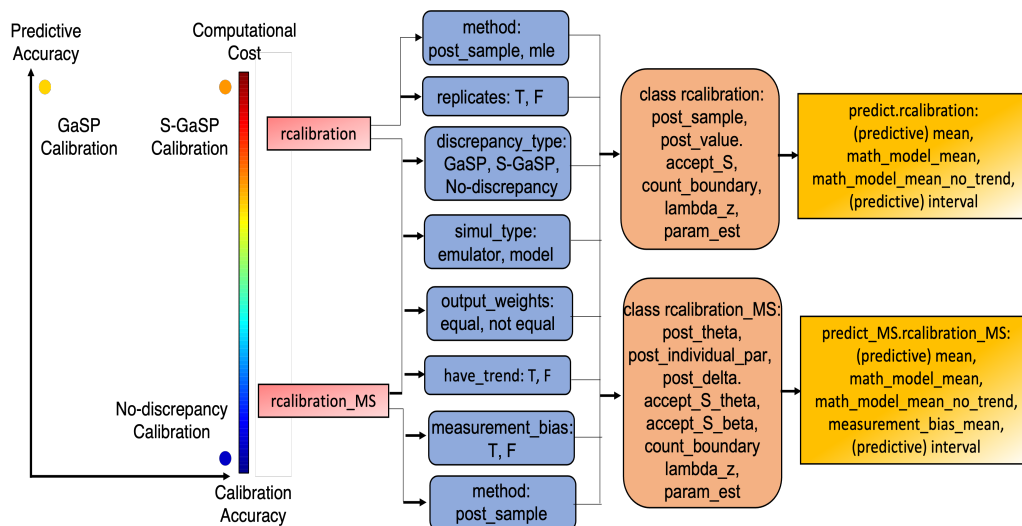 Predictive
Accuracy
GaSP
Calibration
S-GaSP
Calibration
No-discrepancy
Calibration
Calibration
Accuracy
Computational
Cost
rcalibration
rcalibration_MS
method:
post_sample, mle
replicates: T, F
discrepancy_type:
GaSP, S-GaSP,
No-discrepancy
simul_type:
emulator, model
output_weights:
equal, not equal
have_trend: T, F
measurement_bias:
T, F
method:
post_sample
class rcalibration:
post_sample,
post_value.
accept_S,
count_boundary,
lambda_z,
param_est
class rcalibration_MS:
post_theta,
post_individual_par,
post_delta.
accept_S_theta,
accept_S_beta,
count_boundary
lambda_z,
param_est
predict.rcalibration:
(predictive) mean,
math_model_mean,
math_model_mean_no_trend,
(predictive) interval
predict_MS.rcalibration_MS:
(predictive) mean,
math_model_mean,
math_model_mean_no_trend,
measurement_bias_mean,
(predictive) interval